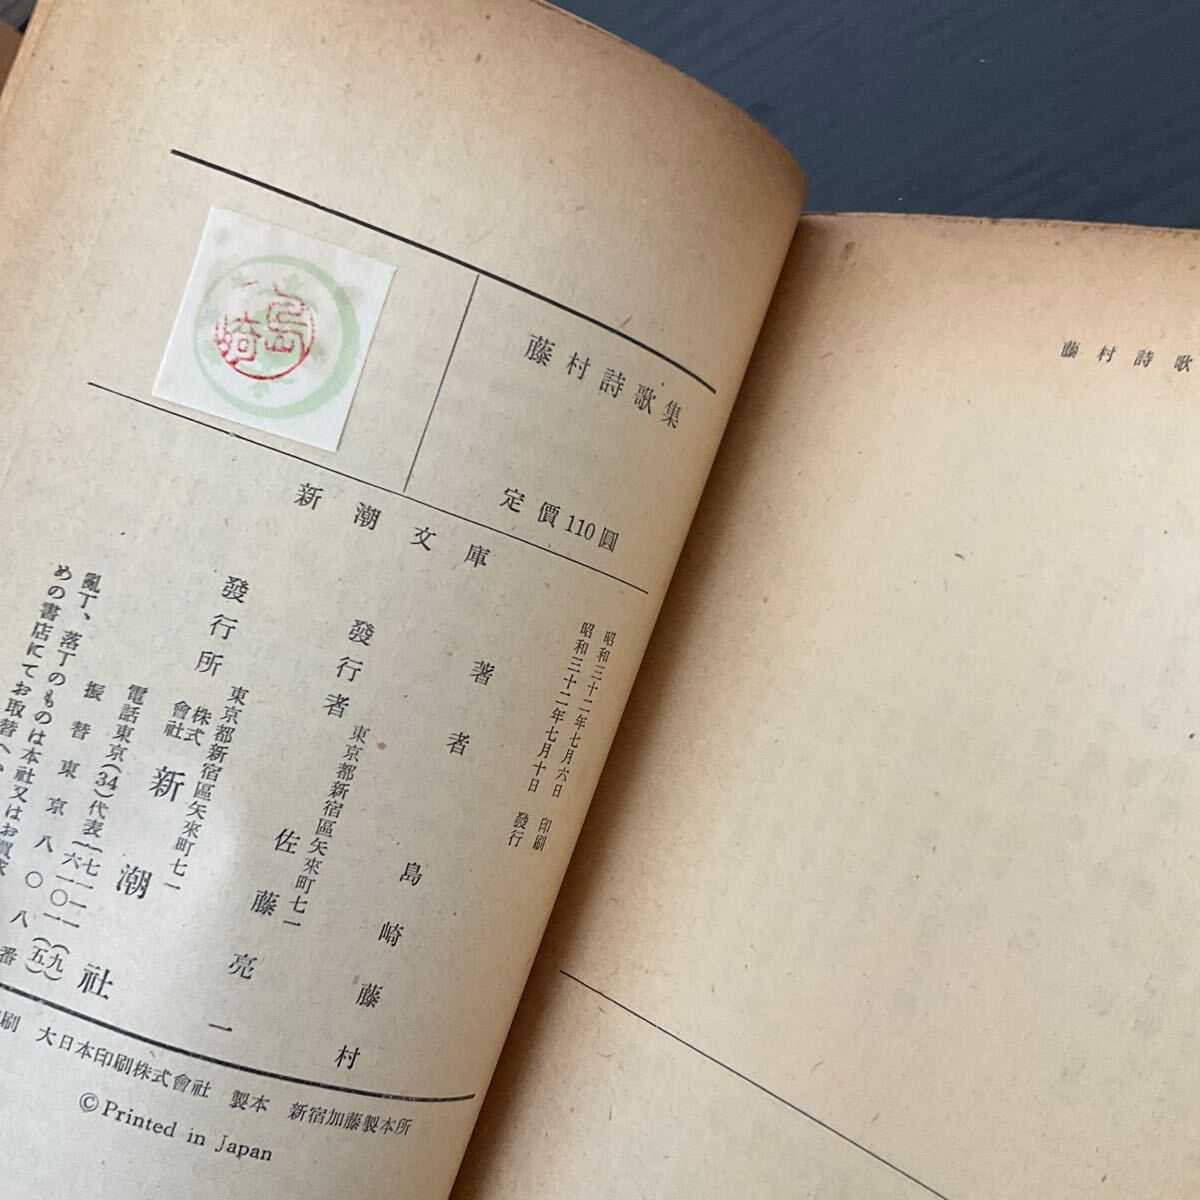 島崎
藤村詩歌集
定價110圓
新潮文庫
昭和三十二年七月六日 印刷
昭和三十二年七月十日 發行
著者 島崎藤村
發行者 佐藤亮一
東京都新宿區矢來町七一
發行所 株式會社 新潮社
東京都新宿區矢來町七一
電話東京(34)代表
振替東京八〇八番
亂丁、落丁のものは本社又はお買求
めの書店にてお取替へ
刷 大日本印刷株式會社 製本 新宿加藤製本所
©Printed in Japan
藤村詩歌